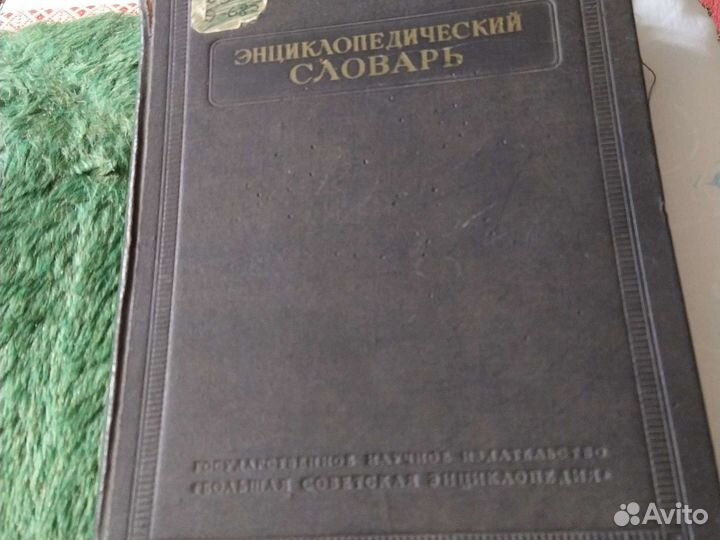 ЭНЦИКЛОПЕДИЧЕСКИЙ
СЛОВАРЬ
ГОСУДАРСТВЕННОЕ НАУЧНОЕ ИЗДАТЕЛЬСТВО
«БОЛЬШАЯ СОВЕТСКАЯ ЭНЦИКЛОПЕДИЯ»
Avito